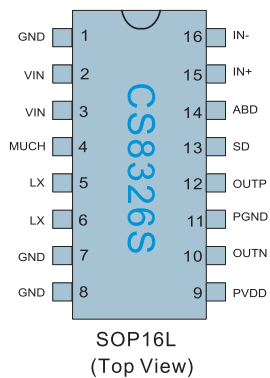 GND 1 16 IN-
VIN 2 15 IN+
VIN 3 14 ABD
MUCH 4 13 SD
LX 5 12 OUTP
LX 6 11 PGND
GND 7 10 OUTN
GND 8 9 PVDD
CS8326S
SOP16L
(Top View)